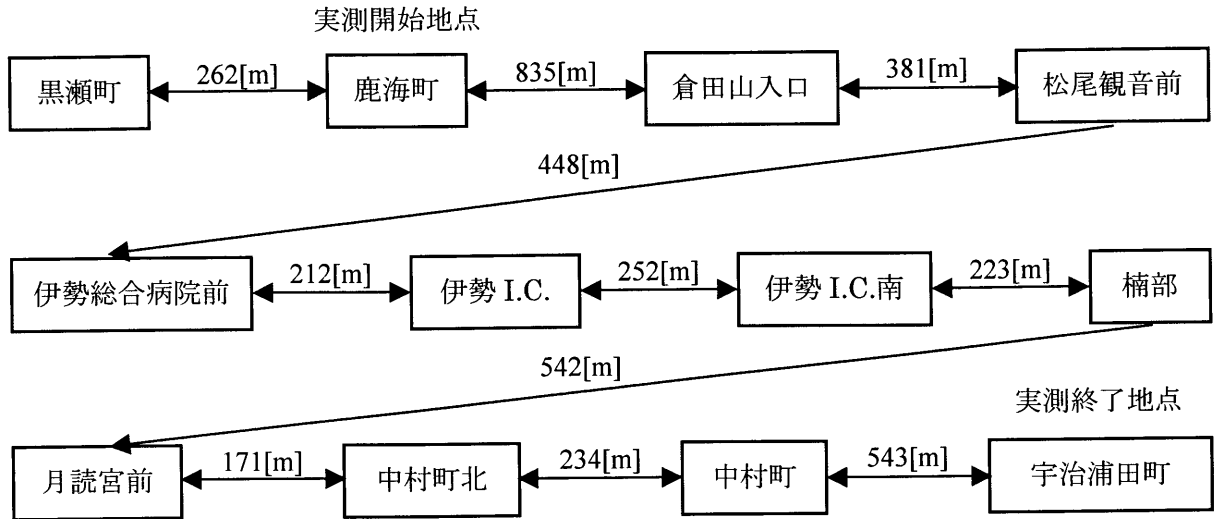 実測開始地点
黒瀬町 262[m] 鹿海町 835[m] 倉田山入口 381[m] 松尾観音前
448[m]
伊勢総合病院前 212[m] 伊勢 I.C. 252[m] 伊勢 I.C.南 223[m] 楠部
542[m]
実測終了地点
月読宮前 171[m] 中村町北 234[m] 中村町 543[m] 宇治浦田町